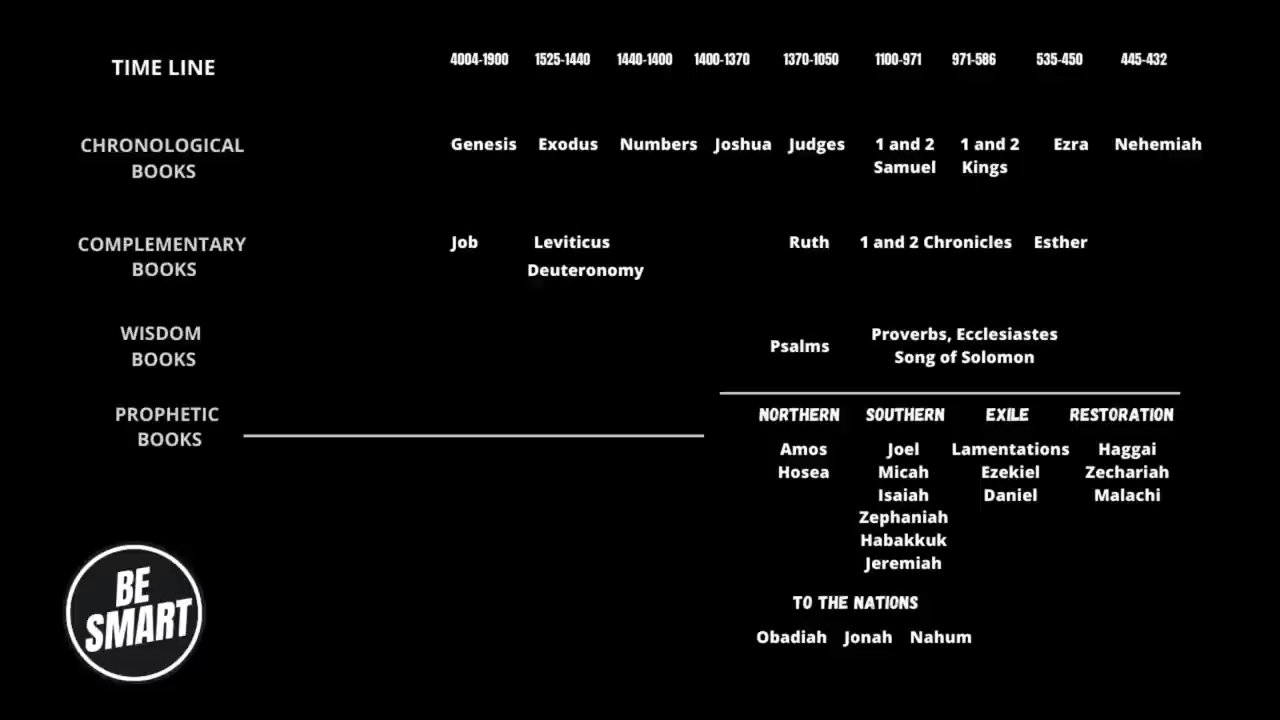 TIME LINE 4004-1900 1525-1440 1440-1400 1400-1370 1370-1050 1100-971 971-586 535-450 445-432
CHRONOLOGICAL
BOOKS
Genesis Exodus Numbers Joshua Judges 1 and 2 1 and 2 Ezra Nehemiah
Samuel Kings
COMPLEMENTARY
BOOKS
Job Leviticus Ruth 1 and 2 Chronicles Esther
Deuteronomy
WISDOM
BOOKS
Psalms
Proverbs, Ecclesiastes
Song of Solomon
PROPHETIC
BOOKS
NORTHERN SOUTHERN EXILE RESTORATION
Amos Joel Lamentations Haggai
Hosea Micah Ezekiel Zechariah
Isaiah Daniel Malachi
Zephaniah
Habakkuk
Jeremiah
TO THE NATIONS
Obadiah Jonah Nahum
BE
SMART